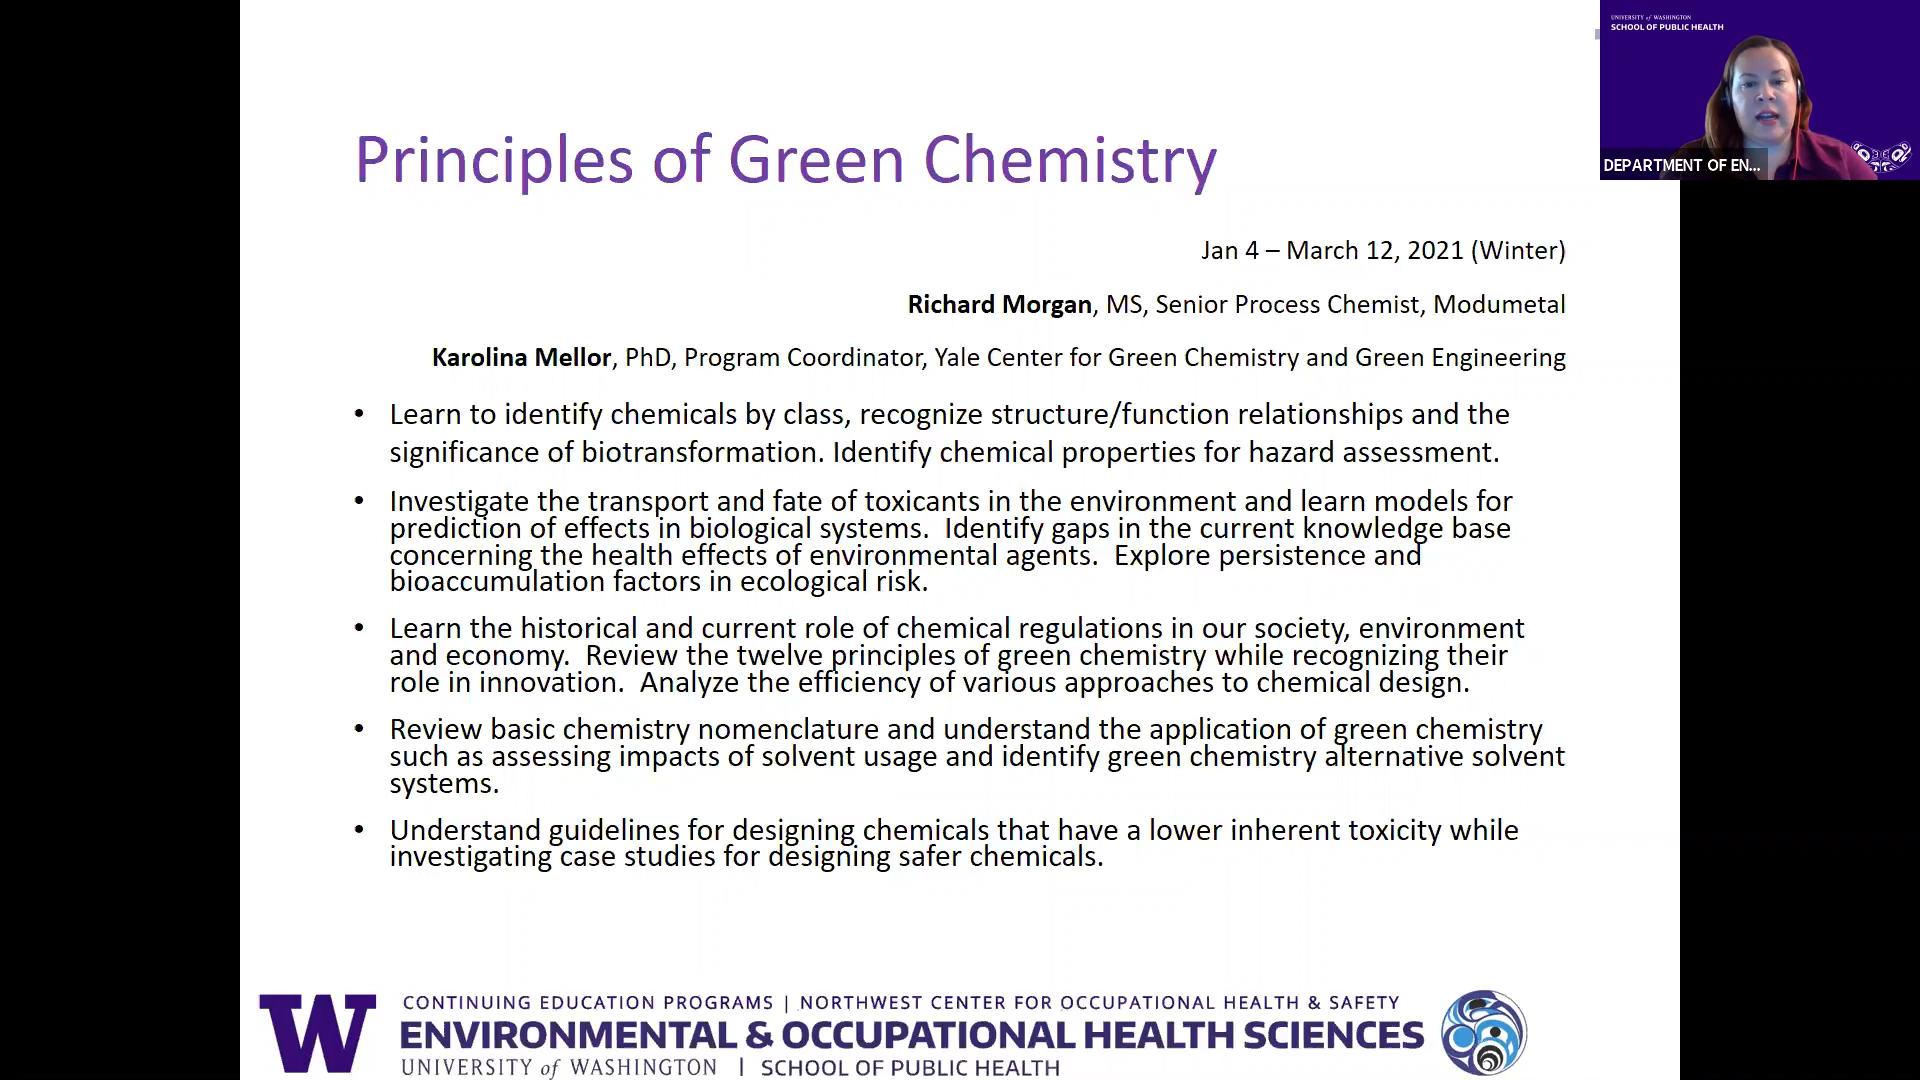 UNIVERSITY of WASHINGTON
SCHOOL OF PUBLIC HEALTH
DEPARTMENT OF EN...
Principles of Green Chemistry
Jan 4 – March 12, 2021 (Winter)
Richard Morgan, MS, Senior Process Chemist, Modumetal
Karolina Mellor, PhD, Program Coordinator, Yale Center for Green Chemistry and Green Engineering
• Learn to identify chemicals by class, recognize structure/function relationships and the
significance of biotransformation. Identify chemical properties for hazard assessment.
• Investigate the transport and fate of toxicants in the environment and learn models for
prediction of effects in biological systems.  Identify gaps in the current knowledge base
concerning the health effects of environmental agents.  Explore persistence and
bioaccumulation factors in ecological risk.
• Learn the historical and current role of chemical regulations in our society, environment
and economy.  Review the twelve principles of green chemistry while recognizing their
role in innovation.  Analyze the efficiency of various approaches to chemical design.
• Review basic chemistry nomenclature and understand the application of green chemistry
such as assessing impacts of solvent usage and identify green chemistry alternative solvent
systems.
• Understand guidelines for designing chemicals that have a lower inherent toxicity while
investigating case studies for designing safer chemicals.
W
CONTINUING EDUCATION PROGRAMS | NORTHWEST CENTER FOR OCCUPATIONAL HEALTH & SAFETY
ENVIRONMENTAL & OCCUPATIONAL HEALTH SCIENCES
UNIVERSITY of WASHINGTON | SCHOOL OF PUBLIC HEALTH